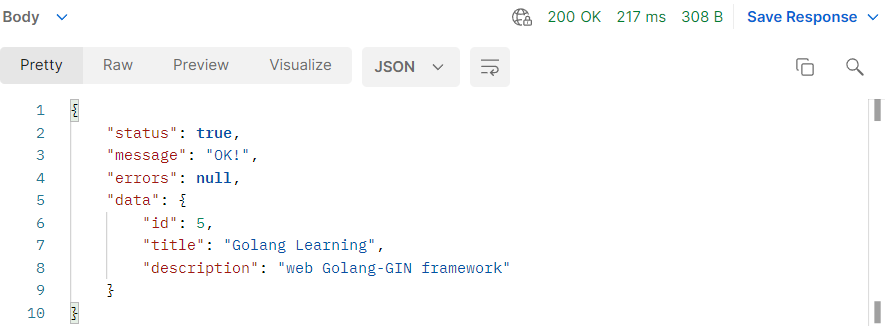 Body 200 OK 217 ms 308 B Save Response
Pretty Raw Preview Visualize JSON
1 {
2 "status": true,
3 "message": "OK!",
4 "errors": null,
5 "data": {
6 "id": 5,
7 "title": "Golang Learning",
8 "description": "web Golang-GIN framework"
9 }
10 }